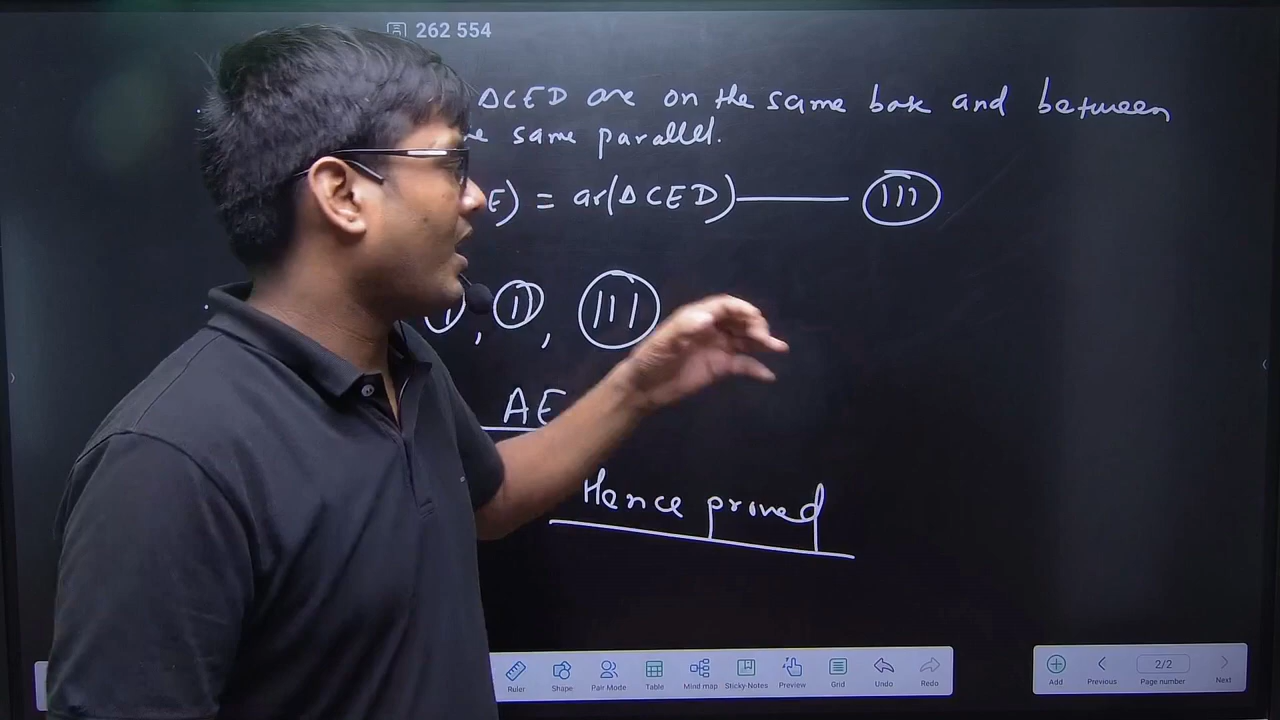 262 554
ΔCED are on the same base and between
same parallel.
E) = ar(ΔCED) III
I, II, III
AE
Hence proved
Ruler Shape Pair Mode Table Mind map Sticky-Notes Preview Grid Undo Redo
Add Previous 2/2 Page number Next